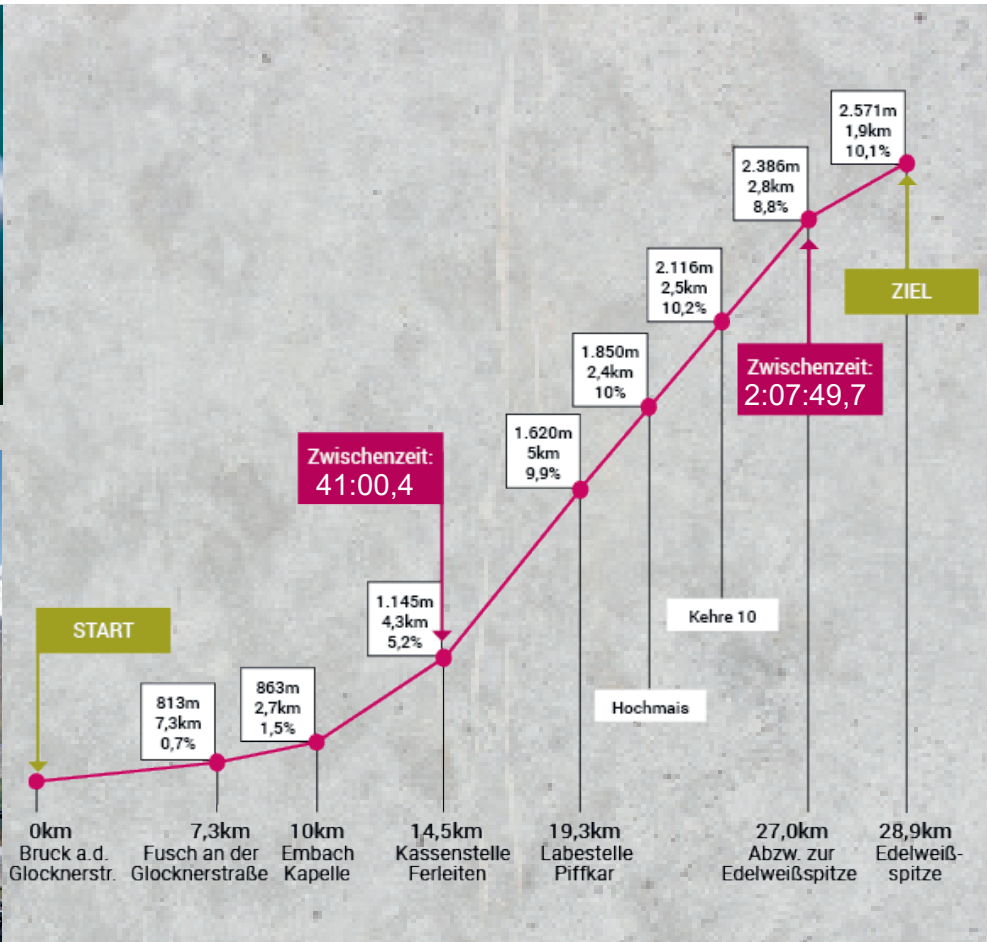 2.571m
1,9km
10,1%
2.386m
2,8km
8,8%
ZIEL
2.116m
2,5km
10,2%
1.850m
2,4km
10%
Zwischenzeit:
2:07:49,7
1.620m
5km
9,9%
Zwischenzeit:
41:00,4
1.145m
4,3km
5,2%
START
Kehre 10
813m
7,3km
0,7%
863m
2,7km
1,5%
Hochmais
0km
Bruck a.d.
Glocknerstr.
7,3km
Fusch an der
Glocknerstraße
10km
Embach
Kapelle
14,5km
Kassenstelle
Ferleiten
19,3km
Labestelle
Piffkar
27,0km
Abzw. zur
Edelweißspitze
28,9km
Edelweiß-
spitze